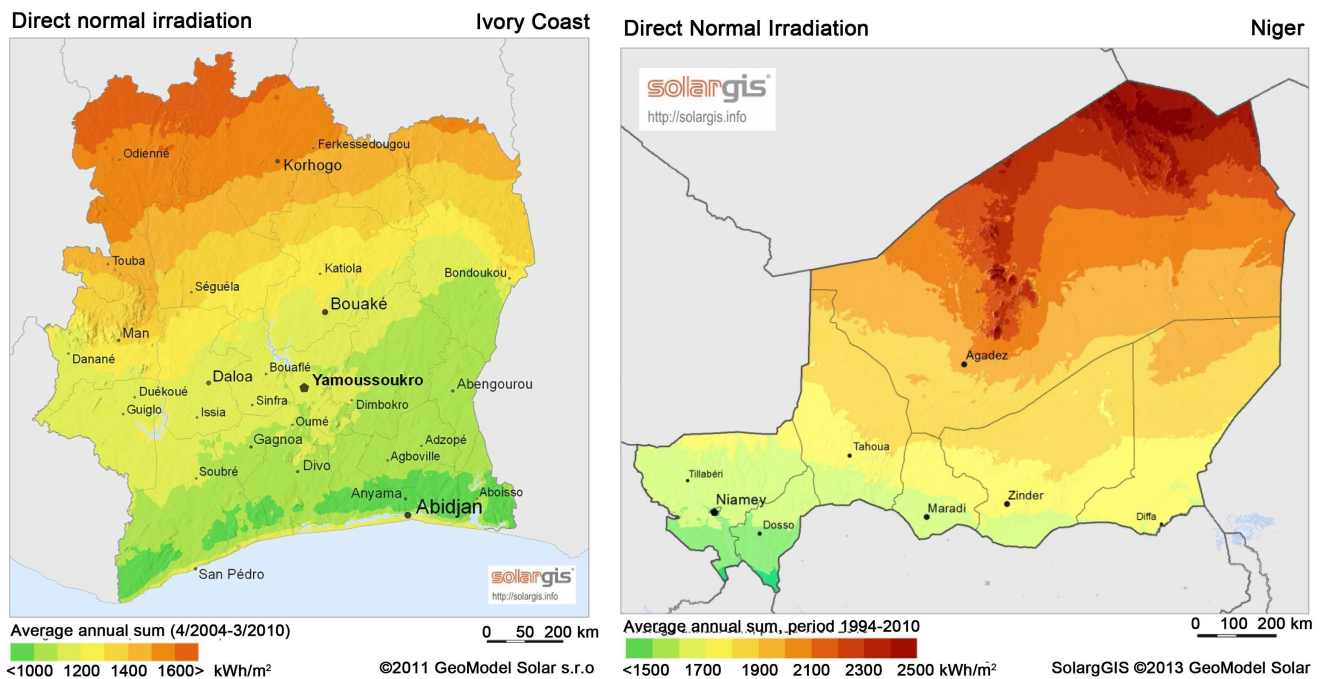 Direct normal irradiation
Ivory Coast
Odienné
Ferkessedougou
Korhogo
Touba
Séguéla
Katiola
Bondoukou
Bouaké
Man
Danané
Bouaflé
Daloa
Yamoussoukro
Abengourou
Duékoué
Guiglo
Issia
Sinfra
Dimbokro
Oumé
Gagnoa
Adzopé
Agboville
Soubré
Divo
Anyama
Aboisso
Abidjan
San Pédro
solargis
http://solargis.info
Average annual sum (4/2004-3/2010)
<1000 1200 1400 1600> kWh/m²
0 50 200 km
©2011 GeoModel Solar s.r.o
Direct Normal Irradiation
Niger
solargis
http://solargis.info
Agadez
Tahoua
Tillabéri
Niamey
Dosso
Maradi
Zinder
Diffa
Average annual sum, period 1994-2010
<1500 1700 1900 2100 2300 2500 kWh/m²
0 100 200 km
SolargGIS ©2013 GeoModel Solar